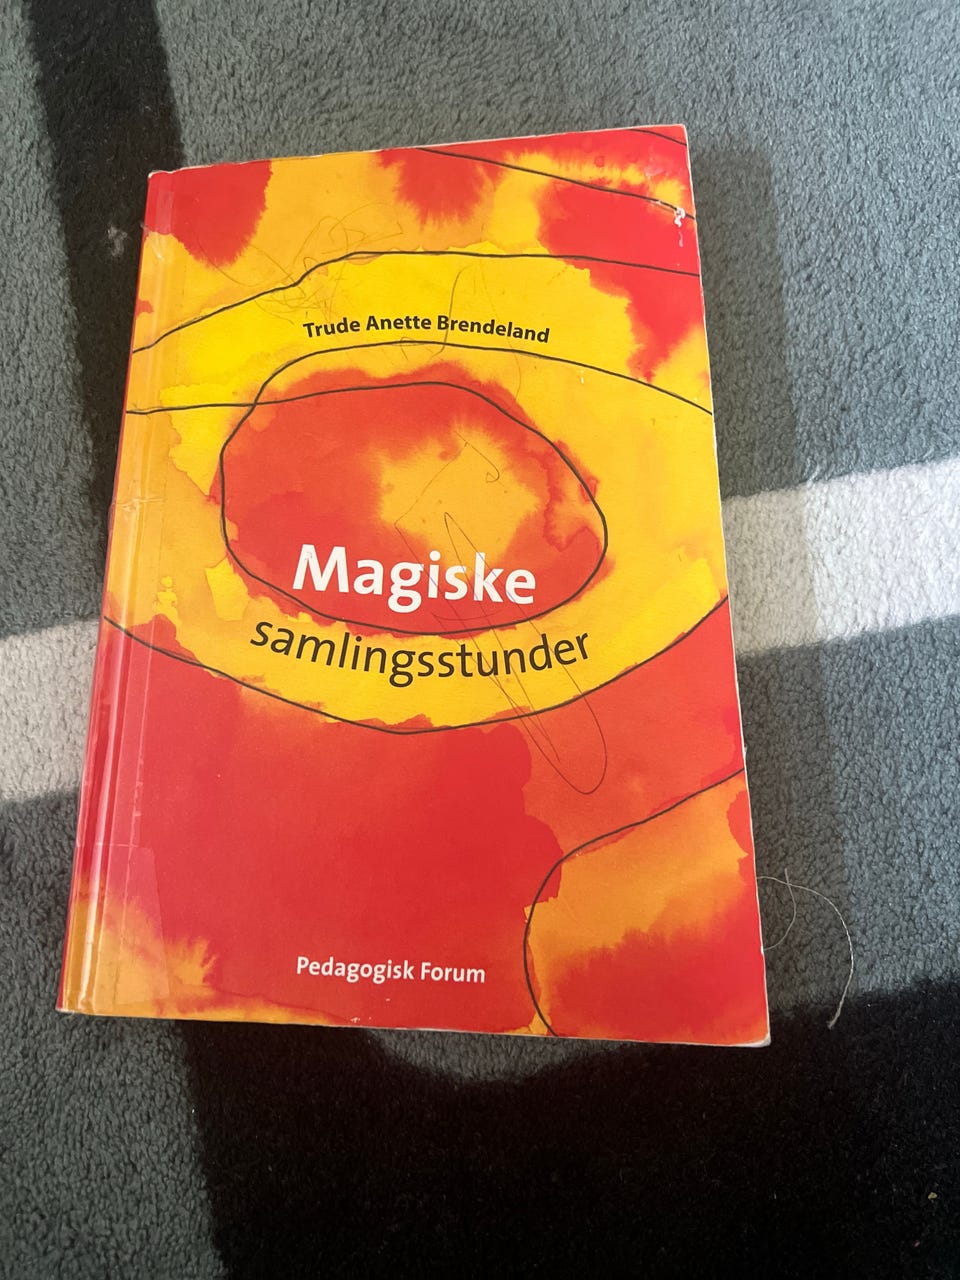 Trude Anette Brendeland
Magiske
samlingsstunder
Pedagogisk Forum